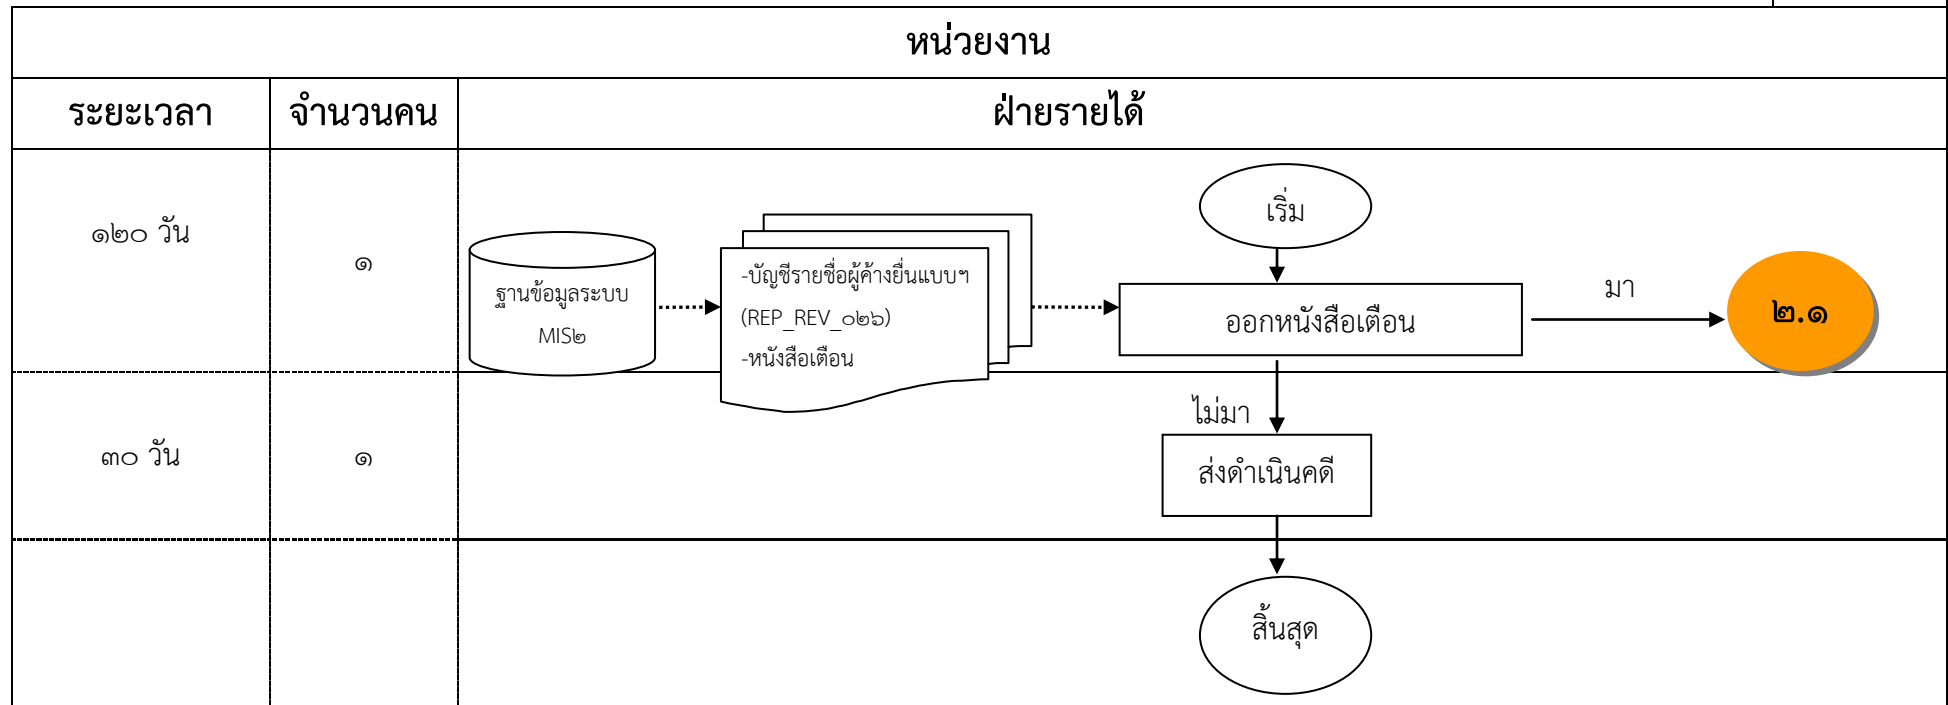 หน่วยงาน
ระยะเวลา จำนวนคน ฝ่ายรายได้
๑๒๐ วัน
๑
ฐานข้อมูลระบบ
MIS๒
-บัญชีรายชื่อผู้ค้างยื่นแบบฯ
(REP_REV_๐๒๖)
-หนังสือเตือน
เริ่ม
ออกหนังสือเตือน
มา
๒.๑
ไม่มา
๓๐ วัน
๑
ส่งดำเนินคดี
สิ้นสุด